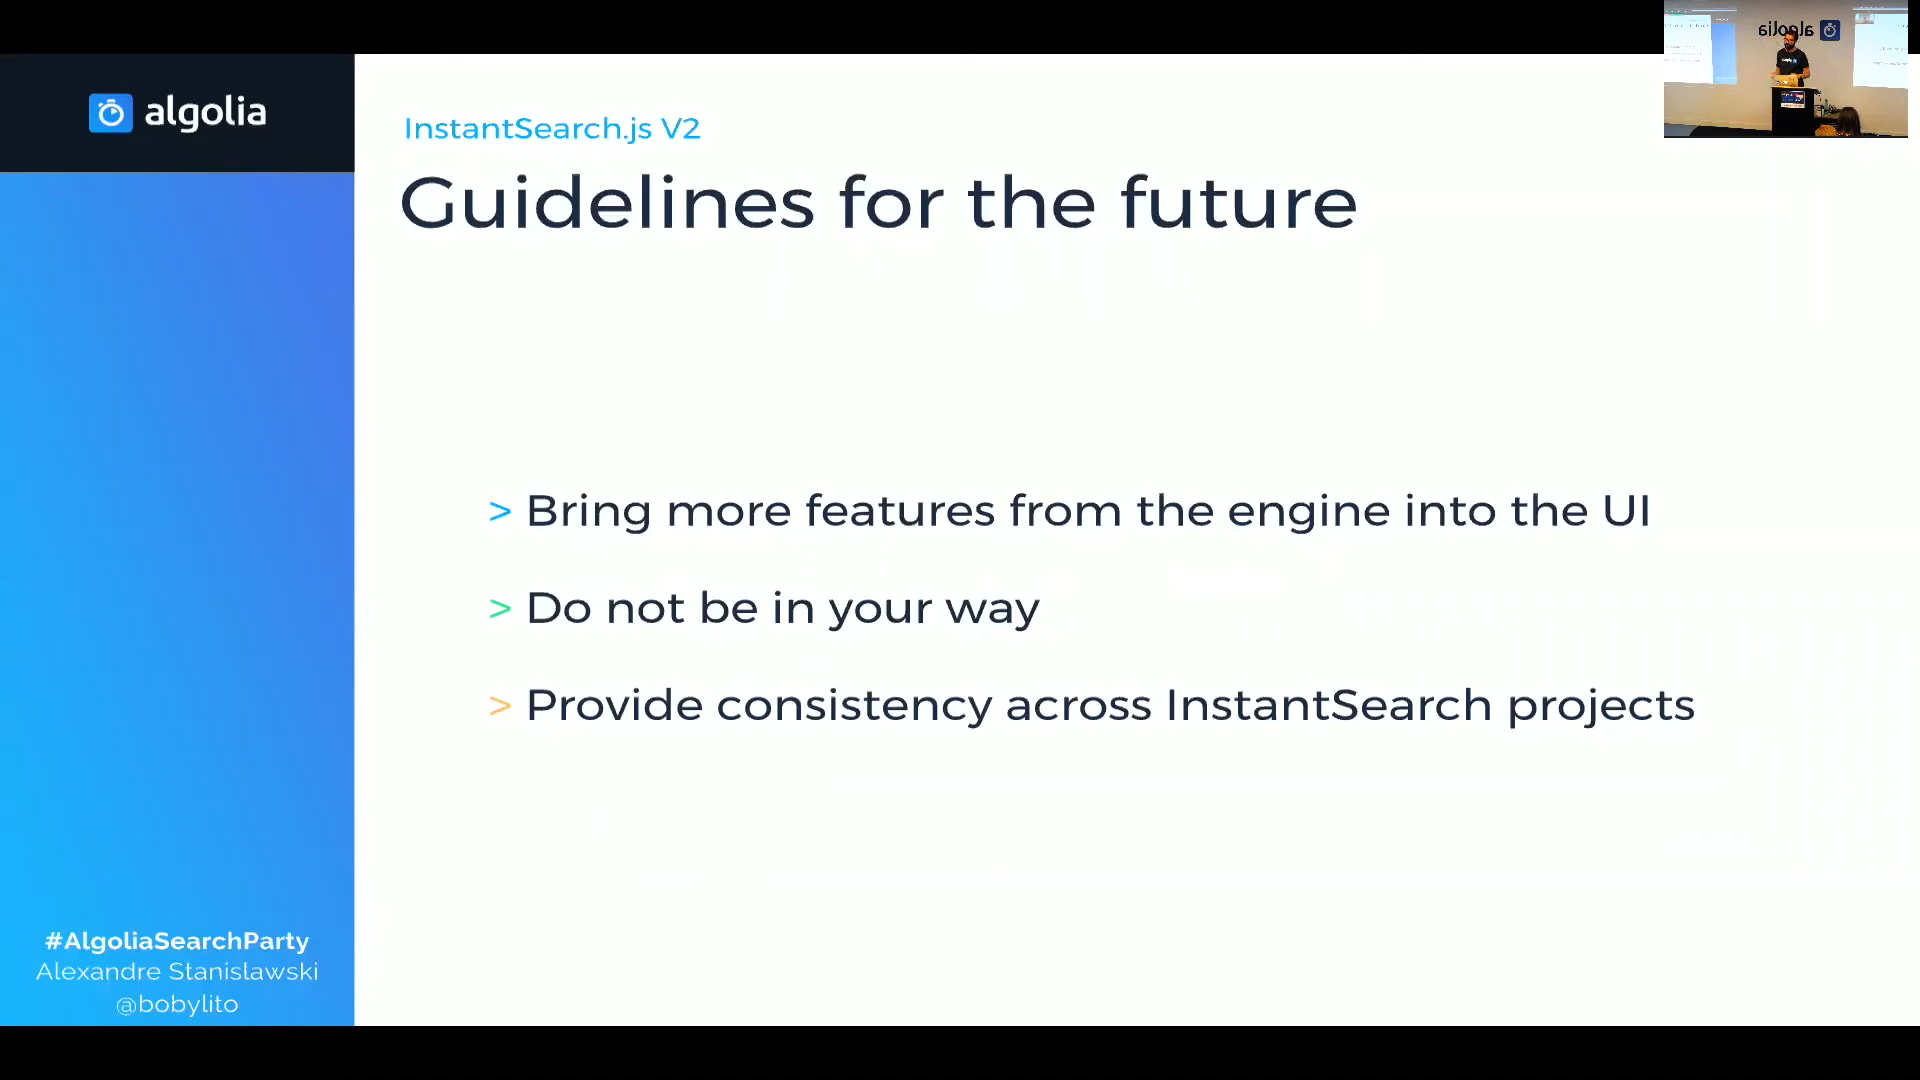 algolia
InstantSearch.js V2
Guidelines for the future
> Bring more features from the engine into the UI
> Do not be in your way
> Provide consistency across InstantSearch projects
#AlgoliaSearchParty
Alexandre Stanislawski
@bobylito
algolia